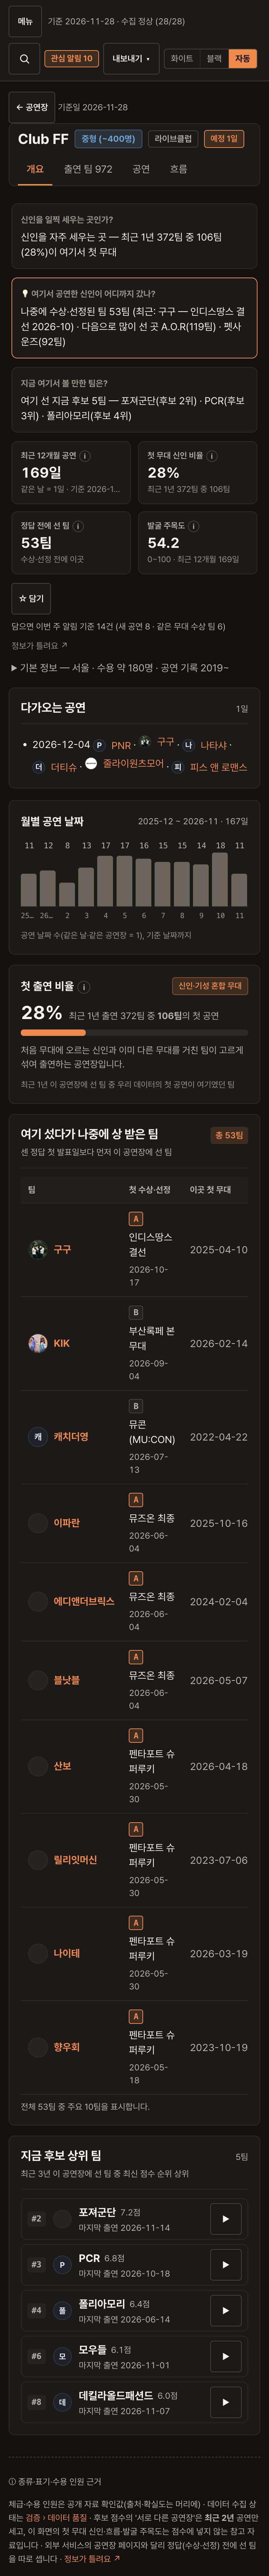 메뉴
기준 2026-11-28 · 수집 정상 (28/28)
관심 알림 10
내보내기 ▾
화이트 블랙 자동
← 공연장
기준일 2026-11-28
Club FF 중형 (~400명) 라이브클럽 예정 1일
개요 출연 팀 972 공연 흐름
신인을 일찍 세우는 곳인가?
신인을 자주 세우는 곳 — 최근 1년 372팀 중 106팀
(28%)이 여기서 첫 무대
💡 여기서 공연한 신인이 어디까지 갔나?
나중에 수상·선정된 팀 53팀 (최근: 구구 — 인디스땅스 결
선 2026-10) · 다음으로 많이 선 곳 A.O.R(119팀) · 펫사
운즈(92팀)
지금 여기서 볼 만한 팀은?
여기 선 지금 후보 5팀 — 포져군단(후보 2위) · PCR(후보
3위) · 폴리아모리(후보 4위)
최근 12개월 공연 i
169일
같은 날 = 1일 · 기준 2026-1…
첫 무대 신인 비율 i
28%
최근 1년 372팀 중 106팀
정답 전에 선 팀 i
53팀
수상·선정 전에 이곳
발굴 주목도 i
54.2
0~100 · 최근 12개월 169일
☆ 담기
담으면 이번 주 알림 기준 14건 (새 공연 8 · 같은 무대 수상 팀 6)
정보가 틀려요 ↗
▶ 기본 정보 — 서울 · 수용 약 180명 · 공연 기록 2019~
다가오는 공연 1일
• 2026-12-04 P PNR · 구구 · 나 나타샤 ·
더 더티슈 · 줄라이원츠모어 · 피 피스 앤 로맨스
월별 공연 날짜 2025-12 ~ 2026-11 · 167일
11 12 8 13 17 17 16 15 15 14 18 11
25… 26… 2 3 4 5 6 7 8 9 10 11
공연 날짜 수(같은 날·같은 공연장 = 1), 기준 날짜까지
첫 출연 비율 i 신인·기성 혼합 무대
28% 최근 1년 출연 372팀 중 106팀의 첫 공연
처음 무대에 오르는 신인과 이미 다른 무대를 거친 팀이 고르게
섞여 출연하는 공연장입니다.
최근 1년 이 공연장에 선 팀 중 우리 데이터의 첫 공연이 여기였던 팀
여기 섰다가 나중에 상 받은 팀 총 53팀
센 정답 첫 발표일보다 먼저 이 공연장에 선 팀
팀 첫 수상·선정 이곳 첫 무대
구구
A
인디스땅스
결선
2026-10-
17
2025-04-10
KIK
B
부산록페 본
무대
2026-09-
04
2026-02-14
캐 캐치더영
B
뮤콘
(MU:CON)
2026-07-
13
2022-04-22
이파란
A
뮤즈온 최종
2026-06-
04
2025-10-16
에디앤더브릭스
A
뮤즈온 최종
2026-06-
04
2024-02-04
블낫블
A
뮤즈온 최종
2026-06-
04
2026-05-07
산보
A
펜타포트 슈
퍼루키
2026-05-
30
2026-04-18
릴리잇머신
A
펜타포트 슈
퍼루키
2026-05-
30
2023-07-06
나이테
A
펜타포트 슈
퍼루키
2026-05-
30
2026-03-19
향우회
A
펜타포트 슈
퍼루키
2026-05-
18
2023-10-19
전체 53팀 중 주요 10팀을 표시합니다.
지금 후보 상위 팀 5팀
최근 3년 이 공연장에 선 팀 중 최신 점수 순위 상위
#2 포져군단 7.2점
마지막 출연 2026-11-14
▶
#3 P PCR 6.8점
마지막 출연 2026-10-18
▶
#4 폴 폴리아모리 6.4점
마지막 출연 2026-06-14
▶
#6 모 모우들 6.1점
마지막 출연 2026-11-01
▶
#8 데 데킬라올드패션드 6.0점
마지막 출연 2026-11-07
▶
ⓘ 종류·표기·수용 인원 근거
체급·수용 인원은 공개 자료 확인값(출처·확실도는 머리에) · 데이터 수집 상
태는 검증 › 데이터 품질 · 후보 점수의 '서로 다른 공연장'은 최근 2년 공연만
세고, 이 화면의 첫 무대 신인·흐름·발굴 주목도는 점수에 넣지 않는 참고 자
료입니다 · 외부 서비스의 공연장 페이지와 달리 정답(수상·선정) 전에 선 팀
을 따로 셉니다 · 정보가 틀려요 ↗